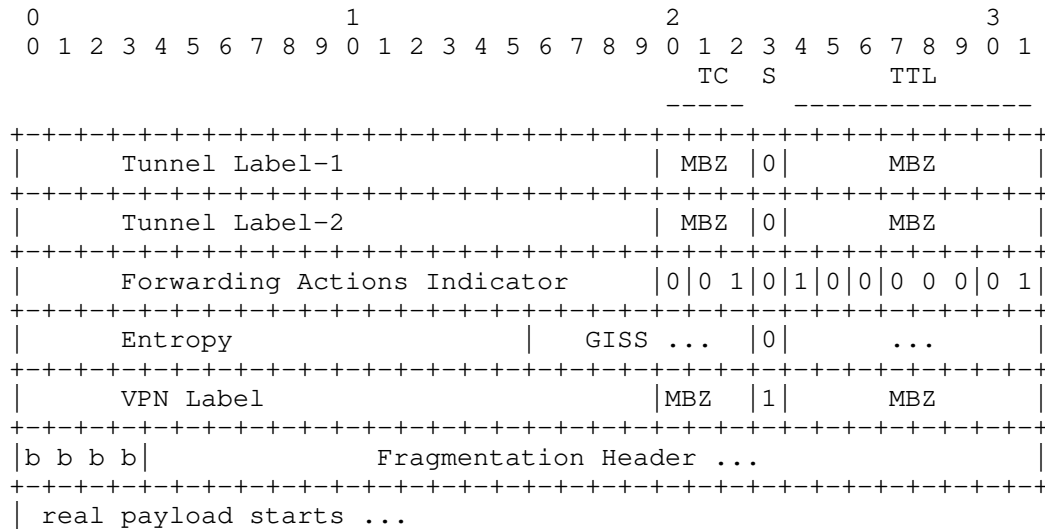 0                   1                   2                   3
 0 1 2 3 4 5 6 7 8 9 0 1 2 3 4 5 6 7 8 9 0 1 2 3 4 5 6 7 8 9 0 1
                                           TC  S       TTL
                                         -----   ---------------
+-+-+-+-+-+-+-+-+-+-+-+-+-+-+-+-+-+-+-+-+-+-+-+-+-+-+-+-+-+-+-+-+
|      Tunnel Label-1                   | MBZ |0|      MBZ       |
+-+-+-+-+-+-+-+-+-+-+-+-+-+-+-+-+-+-+-+-+-+-+-+-+-+-+-+-+-+-+-+-+
|      Tunnel Label-2                   | MBZ |0|      MBZ       |
+-+-+-+-+-+-+-+-+-+-+-+-+-+-+-+-+-+-+-+-+-+-+-+-+-+-+-+-+-+-+-+-+
|      Forwarding Actions Indicator     |0|0 1|0|1|0|0|0 0 0|0 1|
+-+-+-+-+-+-+-+-+-+-+-+-+-+-+-+-+-+-+-+-+-+-+-+-+-+-+-+-+-+-+-+-+
|      Entropy                  |   GISS ...  |0|      ...       |
+-+-+-+-+-+-+-+-+-+-+-+-+-+-+-+-+-+-+-+-+-+-+-+-+-+-+-+-+-+-+-+-+
|      VPN Label                        |MBZ  |1|      MBZ       |
+-+-+-+-+-+-+-+-+-+-+-+-+-+-+-+-+-+-+-+-+-+-+-+-+-+-+-+-+-+-+-+-+
|b b b b|              Fragmentation Header ...                  |
+-+-+-+-+-+-+-+-+-+-+-+-+-+-+-+-+-+-+-+-+-+-+-+-+-+-+-+-+-+-+-+-+
| real payload starts ...